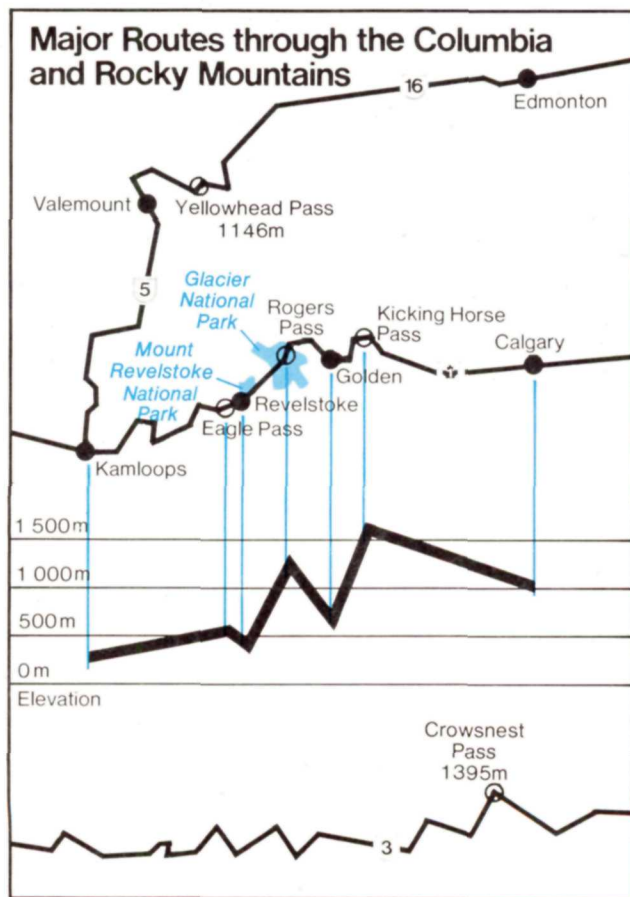 Major Routes through the Columbia
and Rocky Mountains
16
Edmonton
Valemount
Yellowhead Pass
1146m
5
Glacier
National
Park
Rogers
Pass
Kicking Horse
Pass
Calgary
Mount
Revelstoke
National
Park
Golden
Revelstoke
Eagle Pass
Kamloops
1 500m
1 000m
500m
0m
Elevation
Crowsnest
Pass
1395m
3